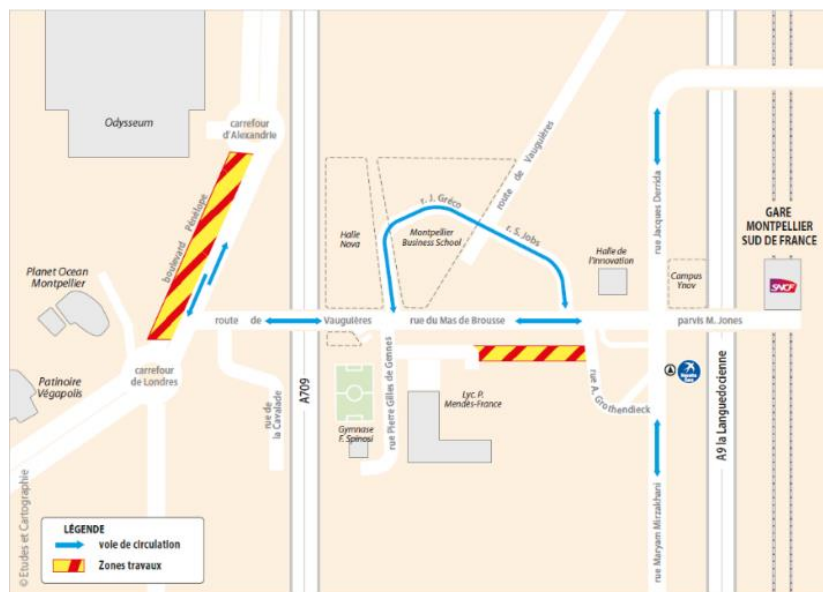 Odysseum
carrefour
d'Alexandrie
boulevard Pénélope
Planet Ocean
Montpellier
Patinoire
Végapolis
carrefour
de Londres
route de Vauguières
rue de
la Cavalade
A709
Halle
Nova
Montpellier
Business School
r. J. Gréco
r. S. Jobs
route de Vauguières
rue du Mas de Brousse
Gymnase
F. Spinosi
rue Pierre Gilles de Gennes
Lyc. P.
Mendès-France
Halle de
l'innovation
rue A. Grothendieck
rue Jacques Derrida
Campus
Ynov
parvis M. Jones
GARE
MONTPELLIER
SUD DE FRANCE
SNCF
A9 la Languedocienne
rue Maryam Mirzakhani
© Etudes et Cartographie
LÉGENDE
voie de circulation
Zones travaux